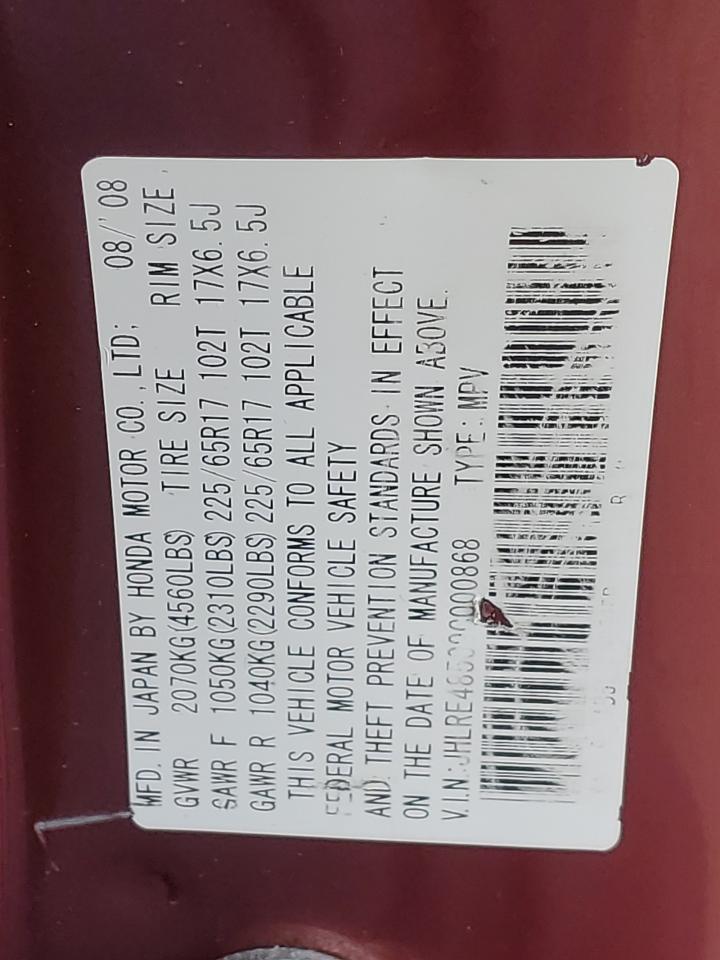 MFD. IN JAPAN BY HONDA MOTOR CO., LTD; 08/'08
GVWR 2070KG(4560LBS) TIRE SIZE RIM SIZE
GAWR F 1050KG(2310LBS) 225/65R17 102T 17X6.5J
GAWR R 1040KG(2290LBS) 225/65R17 102T 17X6.5J
THIS VEHICLE CONFORMS TO ALL APPLICABLE
FEDERAL MOTOR VEHICLE SAFETY
AND THEFT PREVENTION STANDARDS IN EFFECT
ON THE DATE OF MANUFACTURE SHOWN ABOVE.
V.I.N.: TYPE: MPV